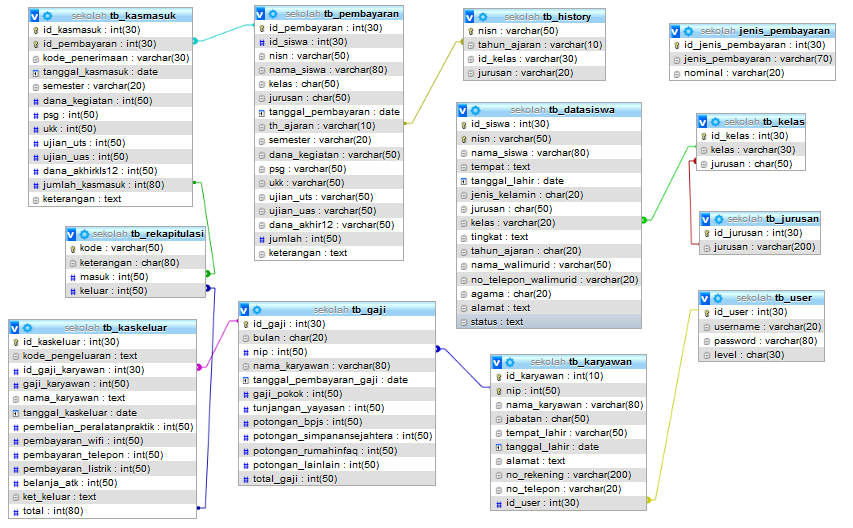 sekolah tb_kasmasuk
id_kasmasuk : int(30)
id_pembayaran : int(30)
kode_penerimaan : varchar(30)
tanggal_kasmasuk : date
semester : varchar(20)
dana_kegiatan : int(50)
psg : int(50)
ukk : int(50)
ujian_uts : int(50)
ujian_uas : int(50)
dana_akhirkls12 : int(50)
jumlah_kasmasuk : int(80)
keterangan : text
sekolah tb_pembayaran
id_pembayaran : int(30)
id_siswa : int(30)
nisn : varchar(50)
nama_siswa : varchar(80)
kelas : char(50)
jurusan : char(50)
tanggal_pembayaran : date
th_ajaran : varchar(10)
semester : varchar(20)
dana_kegiatan : varchar(50)
psg : varchar(50)
ukk : varchar(50)
ujian_uts : varchar(50)
ujian_uas : varchar(50)
dana_akhir12 : varchar(50)
jumlah : int(50)
keterangan : text
sekolah tb_history
nisn : varchar(50)
tahun_ajaran : varchar(10)
id_kelas : varchar(30)
jurusan : varchar(20)
sekolah jenis_pembayaran
id_jenis_pembayaran : int(30)
jenis_pembayaran : varchar(70)
nominal : varchar(20)
sekolah tb_datasiswa
id_siswa : int(30)
nisn : varchar(50)
nama_siswa : varchar(80)
tempat : text
tanggal_lahir : date
jenis_kelamin : char(20)
jurusan : char(50)
kelas : varchar(20)
tingkat : text
tahun_ajaran : char(20)
nama_walimurid : varchar(50)
no_telepon_walimurid : varchar(20)
agama : char(20)
alamat : text
status : text
sekolah tb_kelas
id_kelas : int(30)
kelas : varchar(30)
jurusan : char(50)
sekolah tb_jurusan
id_jurusan : int(30)
jurusan : varchar(200)
sekolah tb_rekapitulasi
kode : varchar(50)
keterangan : char(80)
masuk : int(50)
keluar : int(50)
sekolah tb_user
id_user : int(30)
username : varchar(20)
password : varchar(80)
level : char(30)
sekolah tb_kaskeluar
id_kaskeluar : int(30)
kode_pengeluaran : text
id_gaji_karyawan : int(30)
gaji_karyawan : int(50)
nama_karyawan : text
tanggal_kaskeluar : date
pembelian_peralatanpraktik : int(50)
pembayaran_wifi : int(50)
pembayaran_telepon : int(50)
pembayaran_listrik : int(50)
belanja_atk : int(50)
ket_keluar : text
total : int(80)
sekolah tb_gaji
id_gaji : int(30)
bulan : char(20)
nip : int(50)
nama_karyawan : varchar(80)
tanggal_pembayaran_gaji : date
gaji_pokok : int(50)
tunjangan_yayasan : int(50)
potongan_bpjs : int(50)
potongan_simpanansejahtera : int(50)
potongan_rumahinfaq : int(50)
potongan_lainlain : int(50)
total_gaji : int(50)
sekolah tb_karyawan
id_karyawan : int(10)
nip : int(50)
nama_karyawan : varchar(80)
jabatan : char(50)
tempat_lahir : varchar(50)
tanggal_lahir : date
alamat : text
no_rekening : varchar(200)
no_telepon : varchar(20)
id_user : int(30)